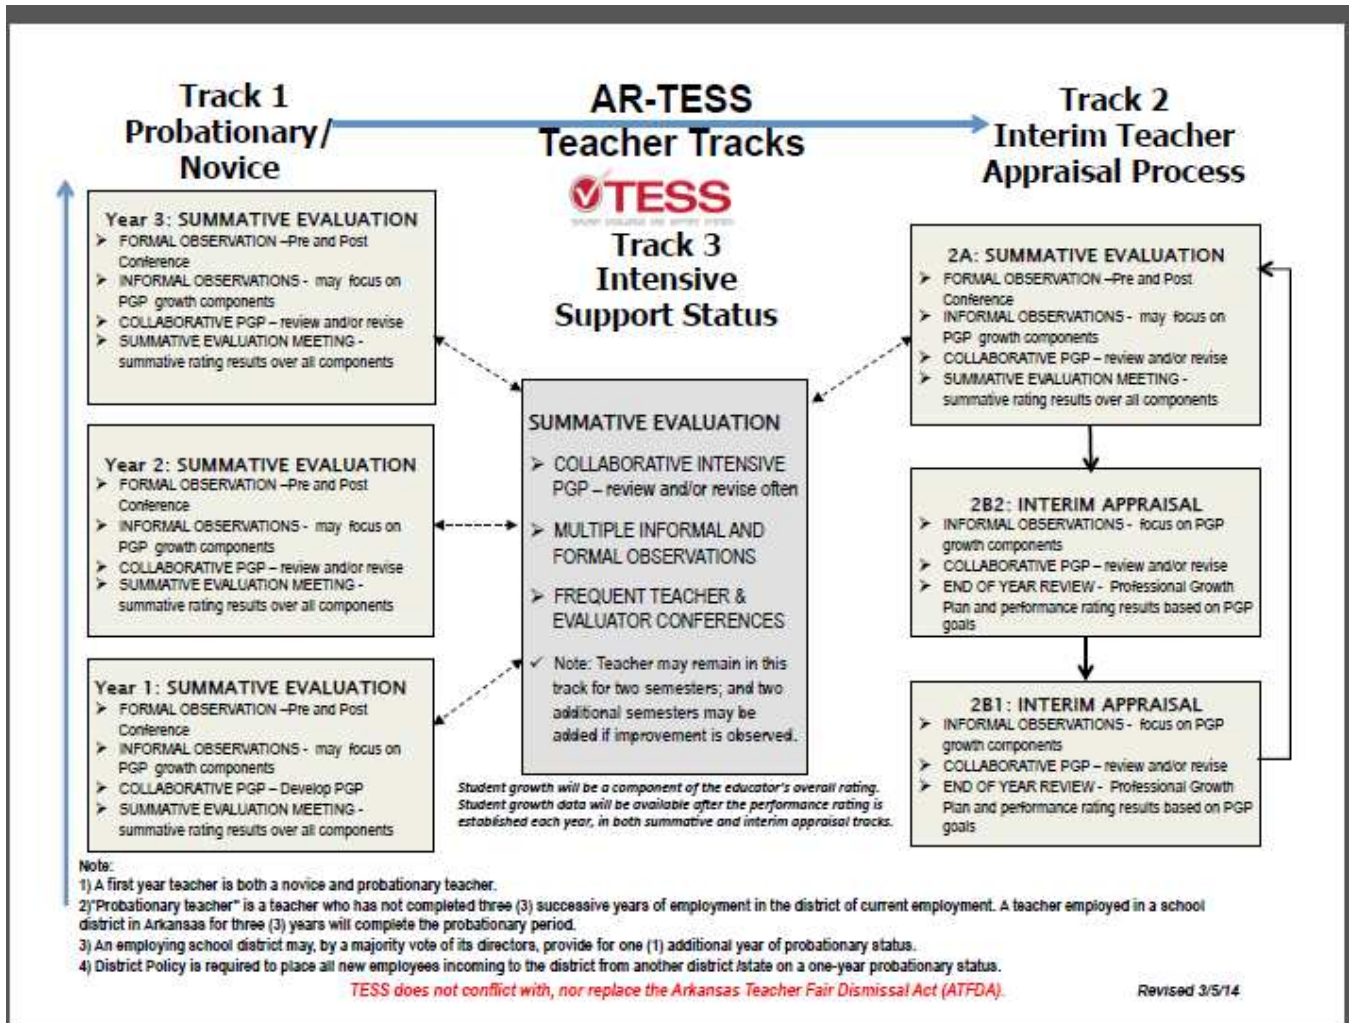 Track 1
Probationary/
Novice
AR-TESS
Teacher Tracks
TESS
Track 3
Intensive
Support Status
Track 2
Interim Teacher
Appraisal Process
Year 3: SUMMATIVE EVALUATION
➢ FORMAL OBSERVATION –Pre and Post
Conference
➢ INFORMAL OBSERVATIONS - may focus on
PGP growth components
➢ COLLABORATIVE PGP – review and/or revise
➢ SUMMATIVE EVALUATION MEETING -
summative rating results over all components
Year 2: SUMMATIVE EVALUATION
➢ FORMAL OBSERVATION –Pre and Post
Conference
➢ INFORMAL OBSERVATIONS - may focus on
PGP growth components
➢ COLLABORATIVE PGP – review and/or revise
➢ SUMMATIVE EVALUATION MEETING -
summative rating results over all components
Year 1: SUMMATIVE EVALUATION
➢ FORMAL OBSERVATION –Pre and Post
Conference
➢ INFORMAL OBSERVATIONS - may focus on
PGP growth components
➢ COLLABORATIVE PGP – Develop PGP
➢ SUMMATIVE EVALUATION MEETING -
summative rating results over all components
SUMMATIVE EVALUATION
➢ COLLABORATIVE INTENSIVE
PGP – review and/or revise often
➢ MULTIPLE INFORMAL AND
FORMAL OBSERVATIONS
➢ FREQUENT TEACHER &
EVALUATOR CONFERENCES
✓ Note: Teacher may remain in this
track for two semesters; and two
additional semesters may be
added if improvement is observed.
Student growth will be a component of the educator's overall rating.
Student growth data will be available after the performance rating is
established each year, in both summative and interim appraisal tracks.
2A: SUMMATIVE EVALUATION
➢ FORMAL OBSERVATION –Pre and Post
Conference
➢ INFORMAL OBSERVATIONS - may focus on
PGP growth components
➢ COLLABORATIVE PGP – review and/or revise
➢ SUMMATIVE EVALUATION MEETING -
summative rating results over all components
2B2: INTERIM APPRAISAL
➢ INFORMAL OBSERVATIONS - focus on PGP
growth components
➢ COLLABORATIVE PGP – review and/or revise
➢ END OF YEAR REVIEW - Professional Growth
Plan and performance rating results based on PGP
goals
2B1: INTERIM APPRAISAL
➢ INFORMAL OBSERVATIONS - focus on PGP
growth components
➢ COLLABORATIVE PGP – review and/or revise
➢ END OF YEAR REVIEW - Professional Growth
Plan and performance rating results based on PGP
goals
Note:
1) A first year teacher is both a novice and probationary teacher.
2)"Probationary teacher" is a teacher who has not completed three (3) successive years of employment in the district of current employment. A teacher employed in a school
district in Arkansas for three (3) years will complete the probationary period.
3) An employing school district may, by a majority vote of its directors, provide for one (1) additional year of probationary status.
4) District Policy is required to place all new employees incoming to the district from another district /state on a one-year probationary status.
TESS does not conflict with, nor replace the Arkansas Teacher Fair Dismissal Act (ATFDA).
Revised 3/5/14